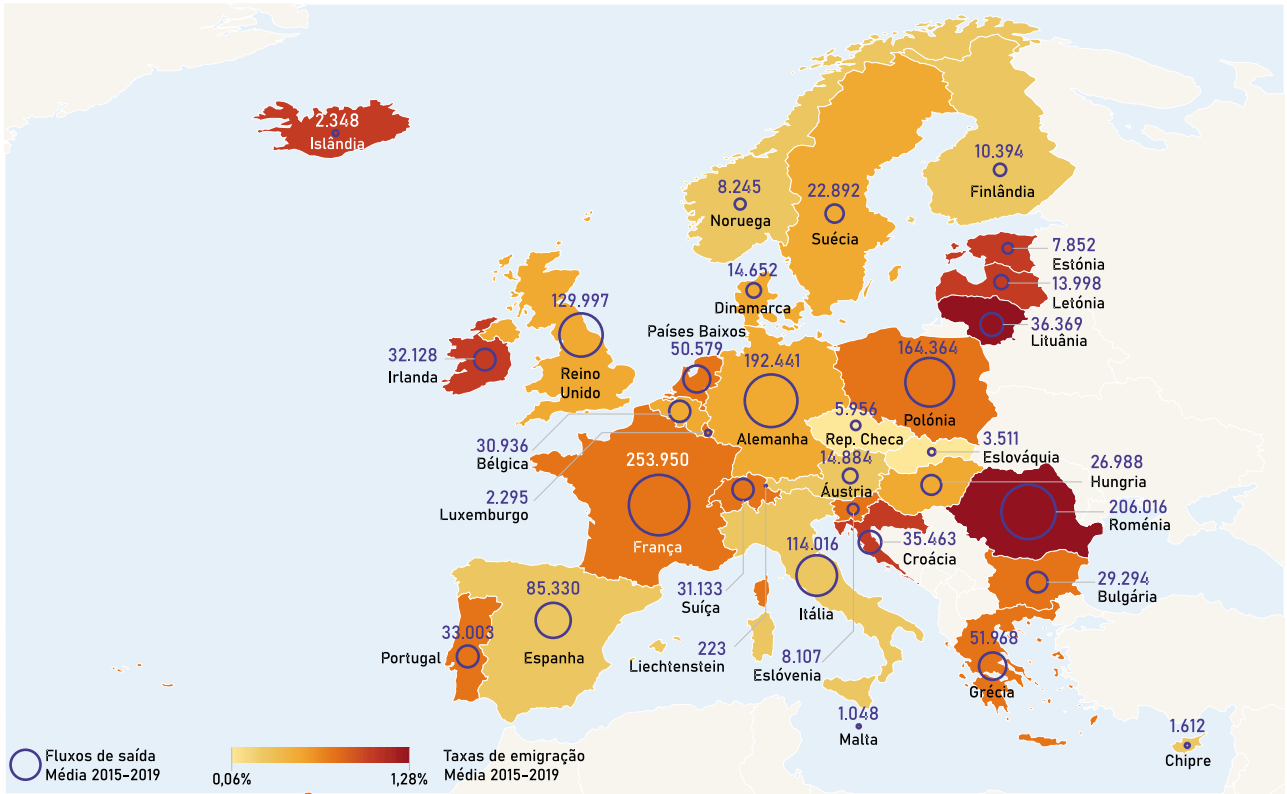 2.348
Islândia
10.394
Finlândia
8.245
Noruega
22.892
Suécia
7.852
Estónia
13.998
Letónia
36.369
Lituânia
14.652
Dinamarca
129.997
Reino
Unido
32.128
Irlanda
Países Baixos
50.579
192.441
Alemanha
164.364
Polónia
5.956
Rep. Checa
3.511
Eslováquia
14.884
Áustria
26.988
Hungria
30.936
Bélgica
2.295
Luxemburgo
253.950
França
206.016
Roménia
35.463
Croácia
29.294
Bulgária
114.016
Itália
31.133
Suíça
223
Liechtenstein
8.107
Eslóvenia
85.330
Espanha
33.003
Portugal
51.968
Grécia
1.048
Malta
1.612
Chipre
Fluxos de saída
Média 2015–2019
0,06%
1,28%
Taxas de emigração
Média 2015–2019